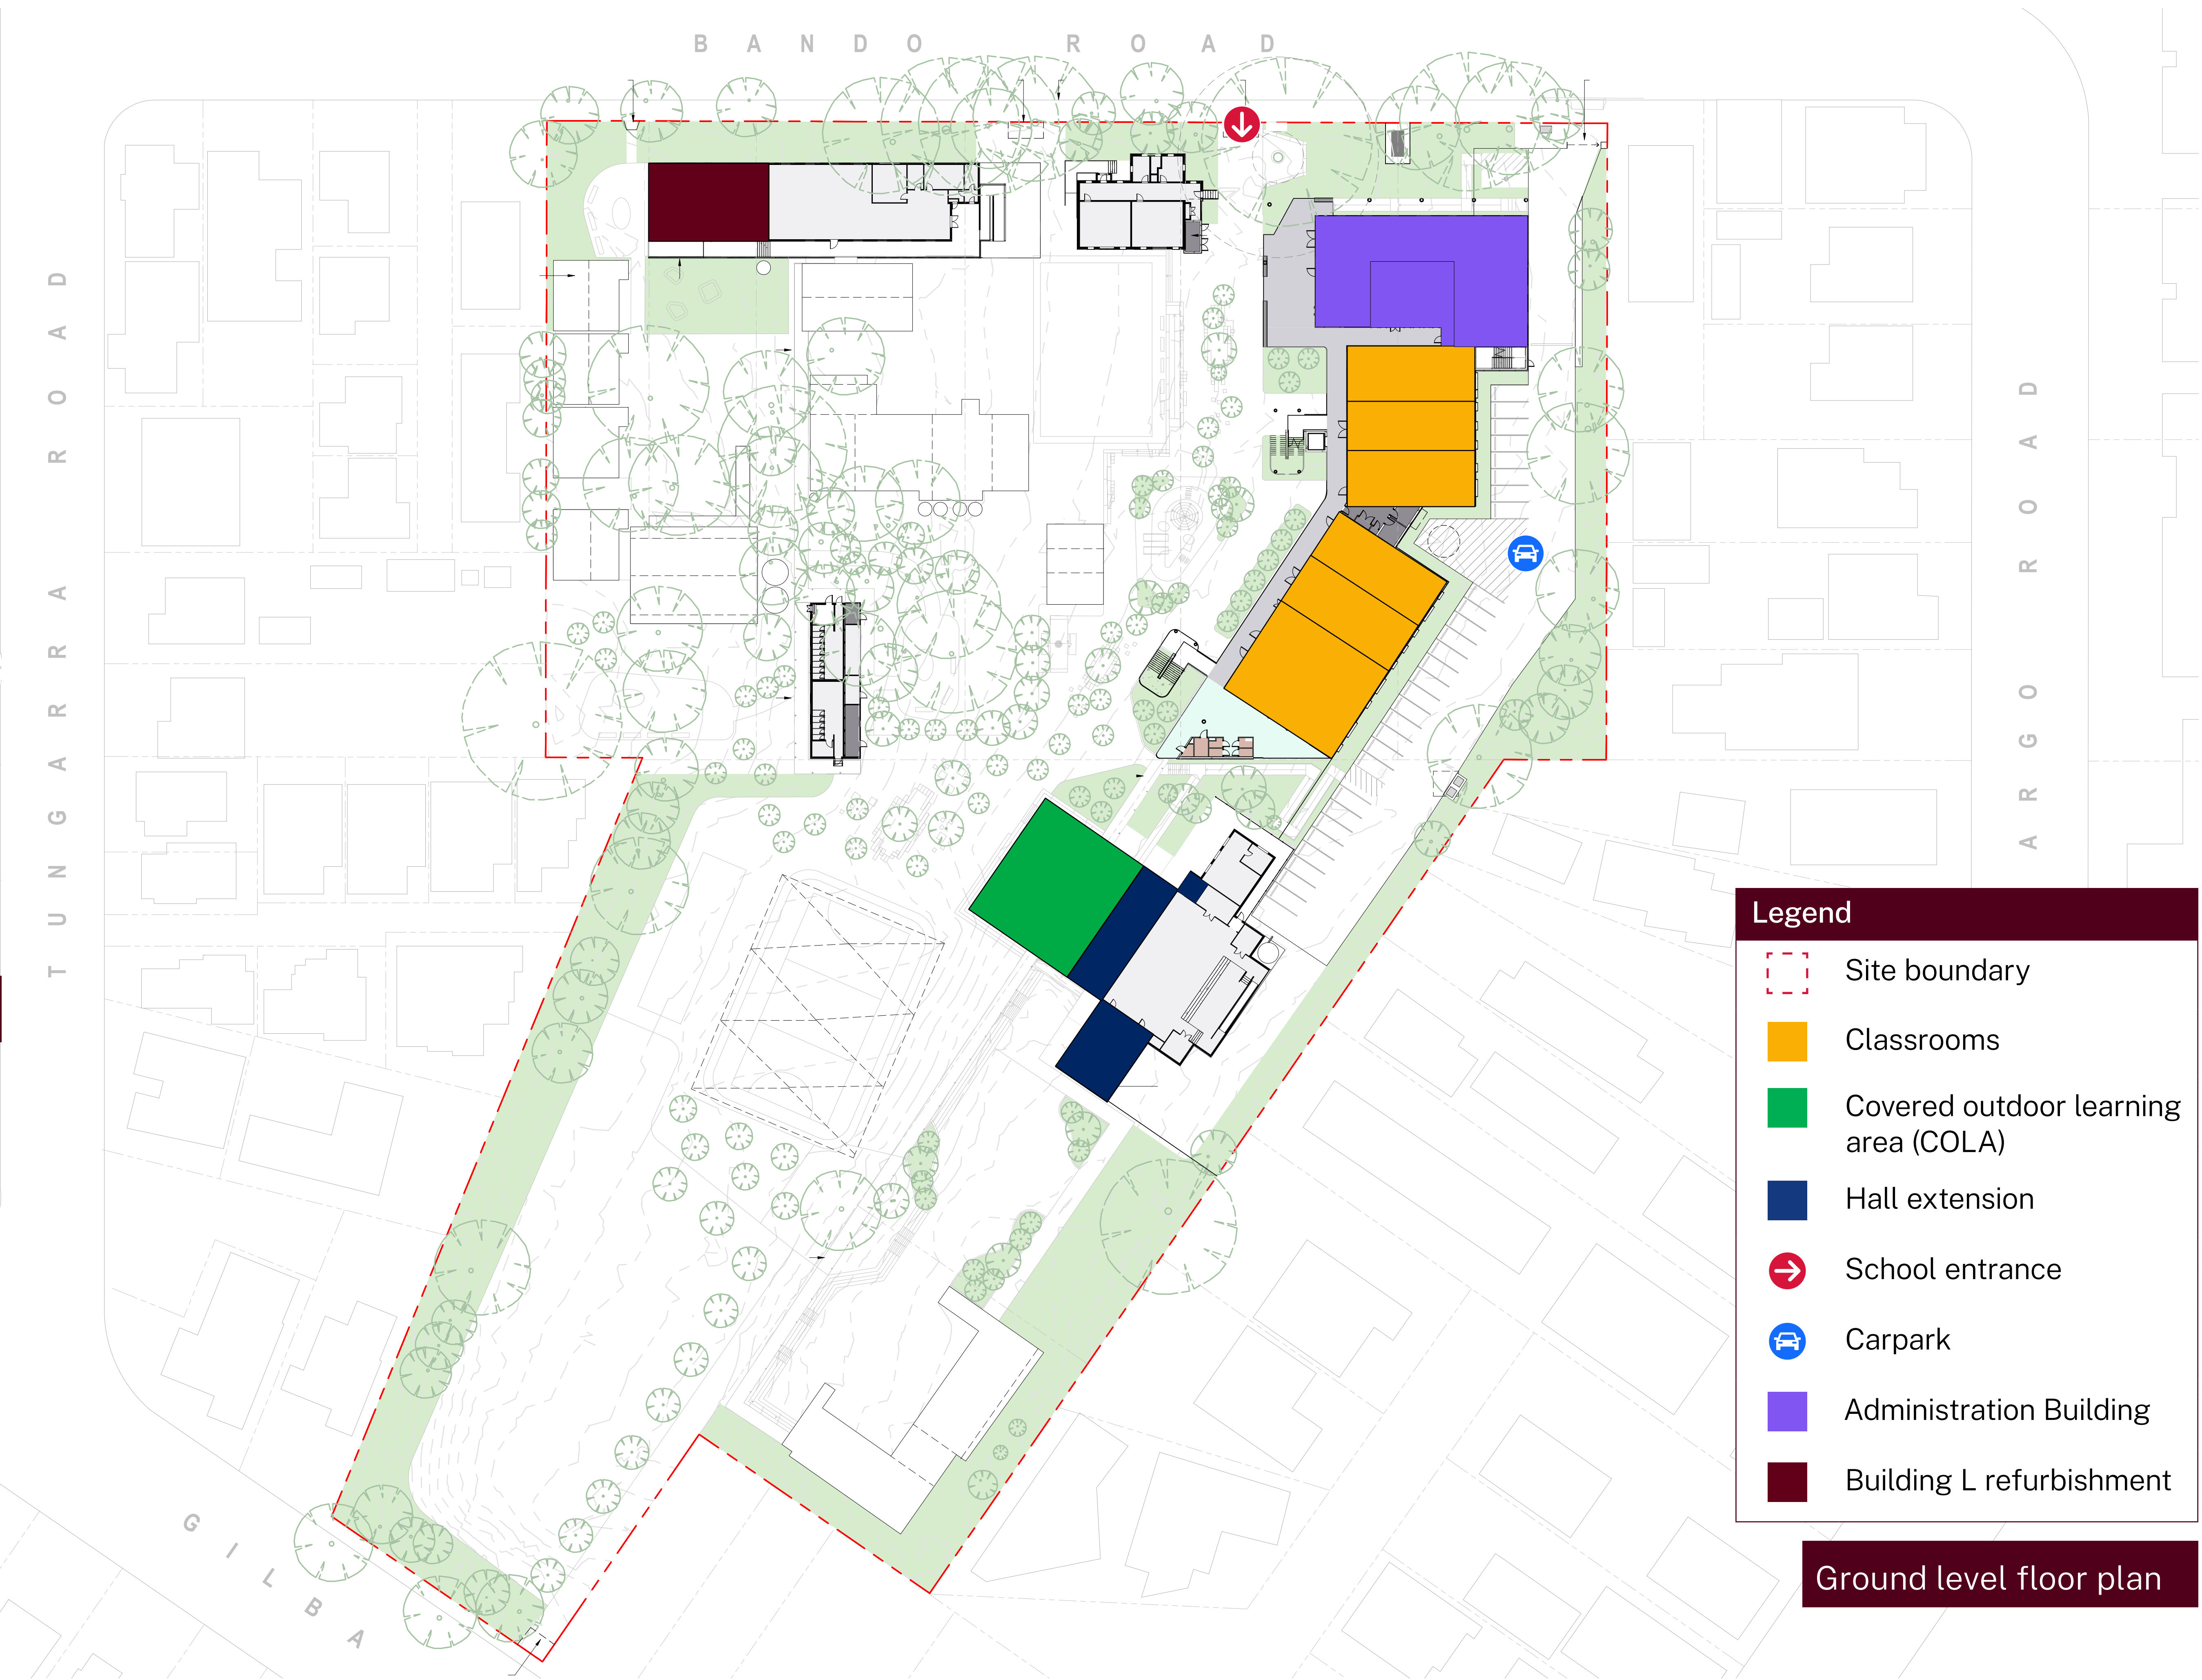 BANDO ROAD
TUNGARRA ROAD
ARGO ROAD
GILBA
Legend
Site boundary
Classrooms
Covered outdoor learning
area (COLA)
Hall extension
School entrance
Carpark
Administration Building
Building L refurbishment
Ground level floor plan